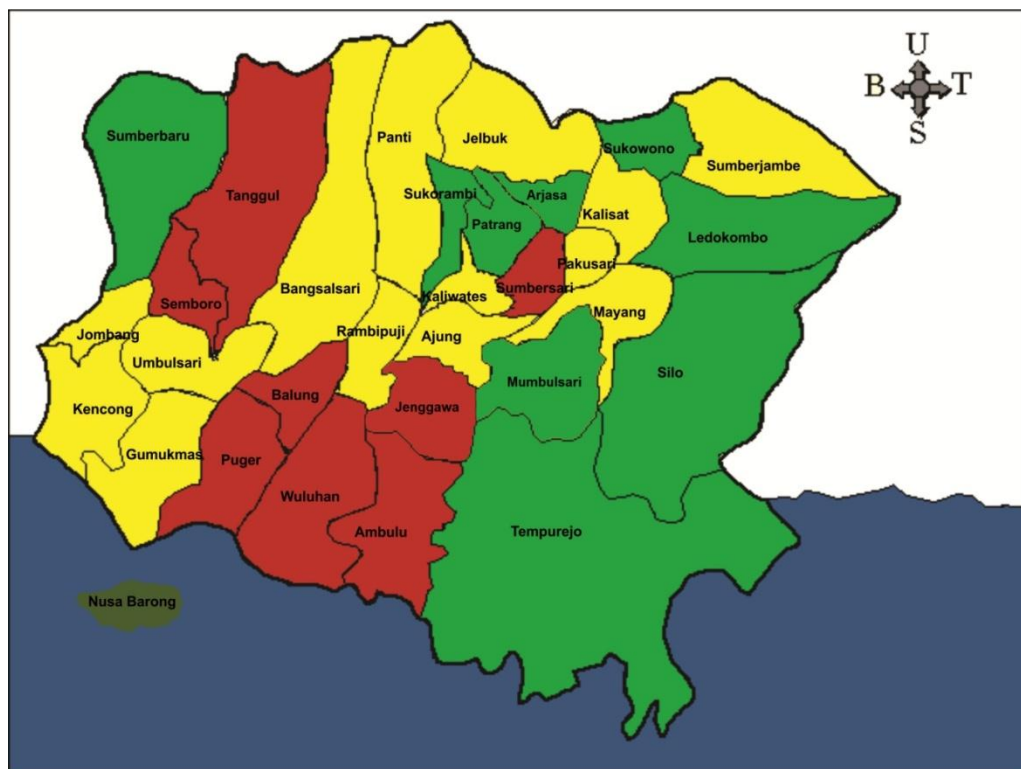 U
B T
S
Sumberbaru
Tanggul
Panti
Jelbuk
Sukowono
Sumberjambe
Sukorambi
Arjasa
Patrang
Kalisat
Ledokombo
Pakusari
Bangsalsari
Kaliwates
Sumbersari
Semboro
Mayang
Jombang
Rambipuji
Ajung
Umbulsari
Silo
Mumbulsari
Balung
Jenggawa
Kencong
Gumukmas
Puger
Wuluhan
Ambulu
Tempurejo
Nusa Barong